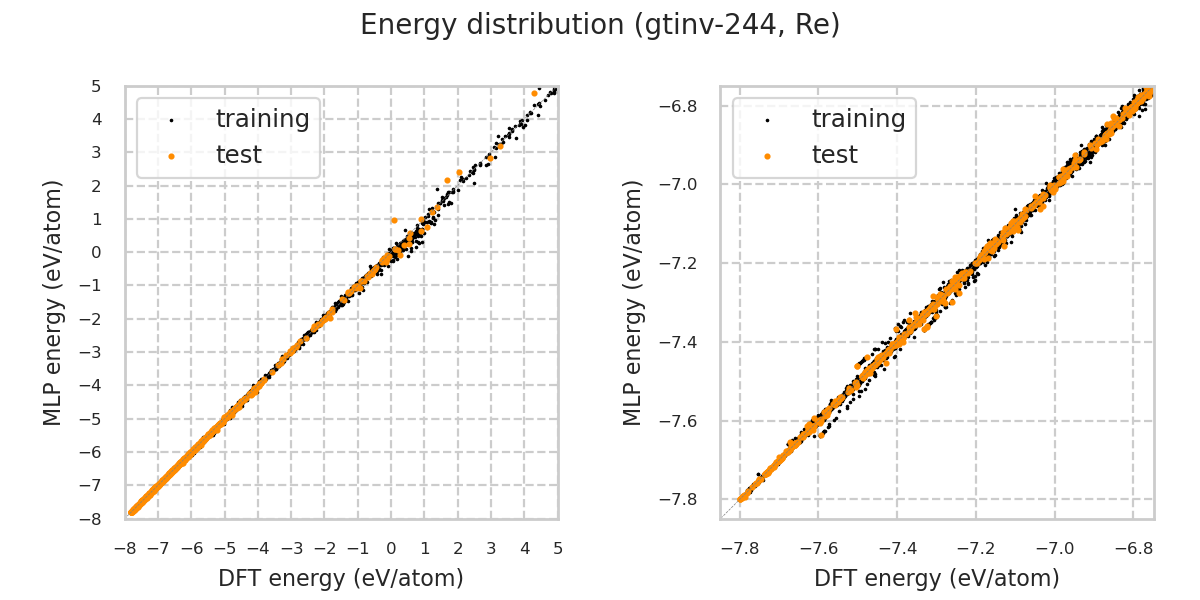 Energy distribution (gtinv-244, Re)
training
test
5
4
3
2
1
0
−1
−2
−3
−4
−5
−6
−7
−8
MLP energy (eV/atom)
−8 −7 −6 −5 −4 −3 −2 −1 0 1 2 3 4 5
DFT energy (eV/atom)
training
test
−6.8
−7.0
−7.2
−7.4
−7.6
−7.8
MLP energy (eV/atom)
−7.8 −7.6 −7.4 −7.2 −7.0 −6.8
DFT energy (eV/atom)